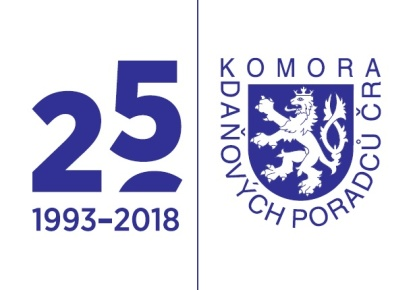 25
1993–2018
KOMORA
DAŇOVÝCH PORADCŮ ČR